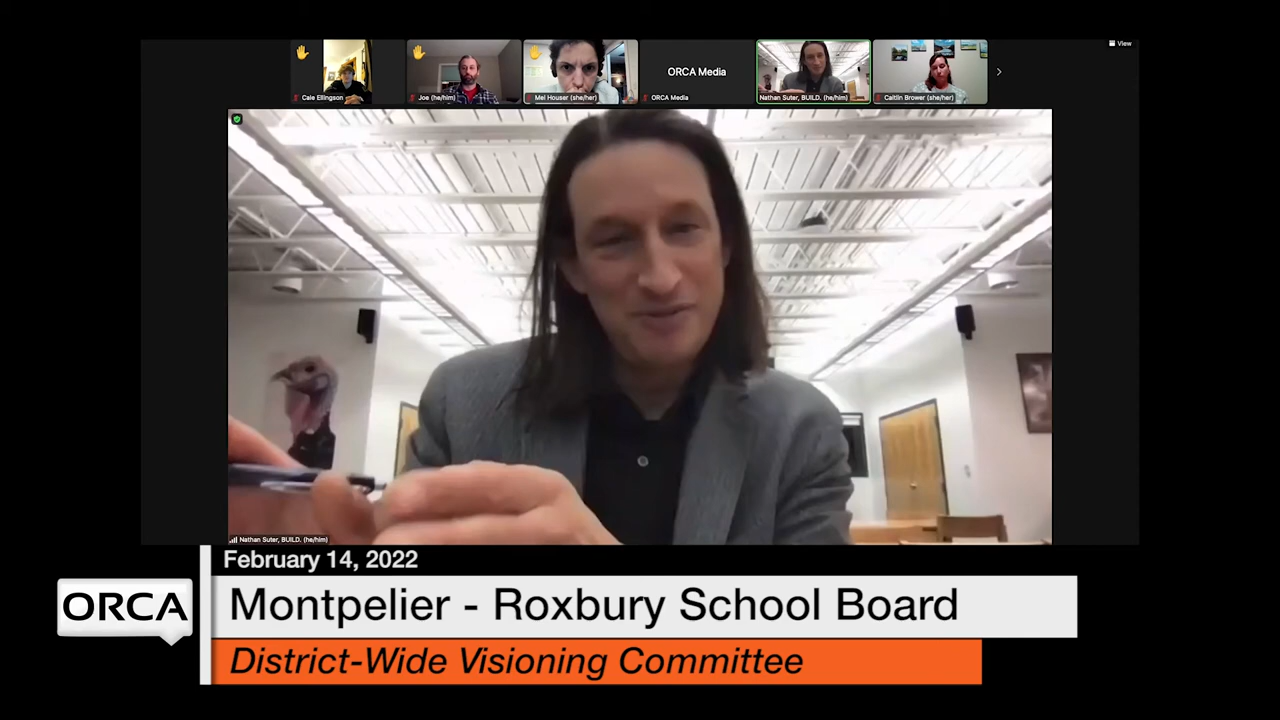 View
Cale Ellingson
Joe (he/him)
Mel Houser (she/her)
ORCA Media
ORCA Media
Nathan Suter, BUILD. (he/him)
Caitlin Brower (she/her)
Nathan Suter, BUILD. (he/him)
February 14, 2022
ORCA
Montpelier - Roxbury School Board
District-Wide Visioning Committee